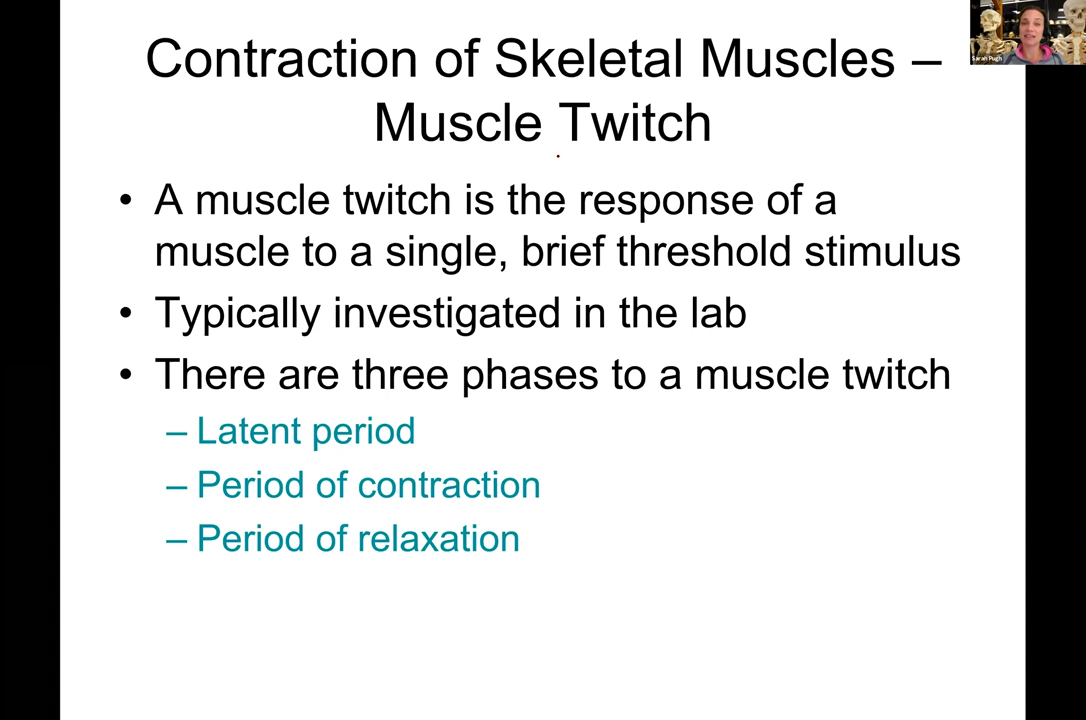 Contraction of Skeletal Muscles –
Muscle Twitch
• A muscle twitch is the response of a
muscle to a single, brief threshold stimulus
• Typically investigated in the lab
• There are three phases to a muscle twitch
– Latent period
– Period of contraction
– Period of relaxation
Sarah Pugh